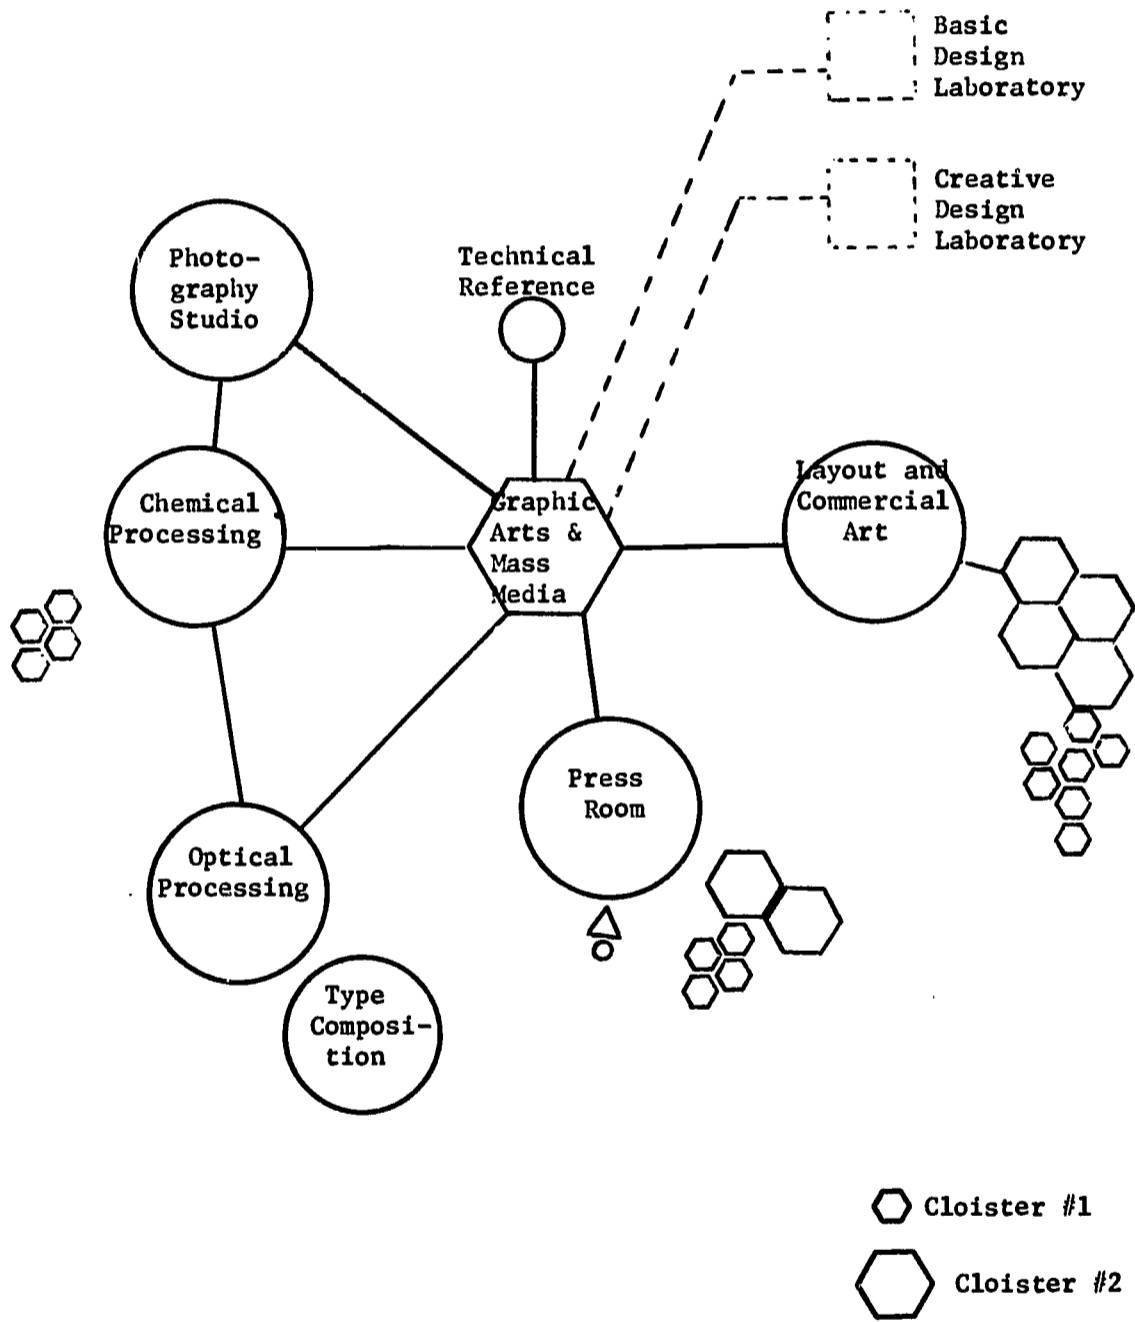 Basic
Design
Laboratory
Creative
Design
Laboratory
Photo-
graphy
Studio
Technical
Reference
Chemical
Processing
Graphic
Arts &
Mass
Media
Layout and
Commercial
Art
Press
Room
Optical
Processing
Type
Composi-
tion
Cloister #1
Cloister #2